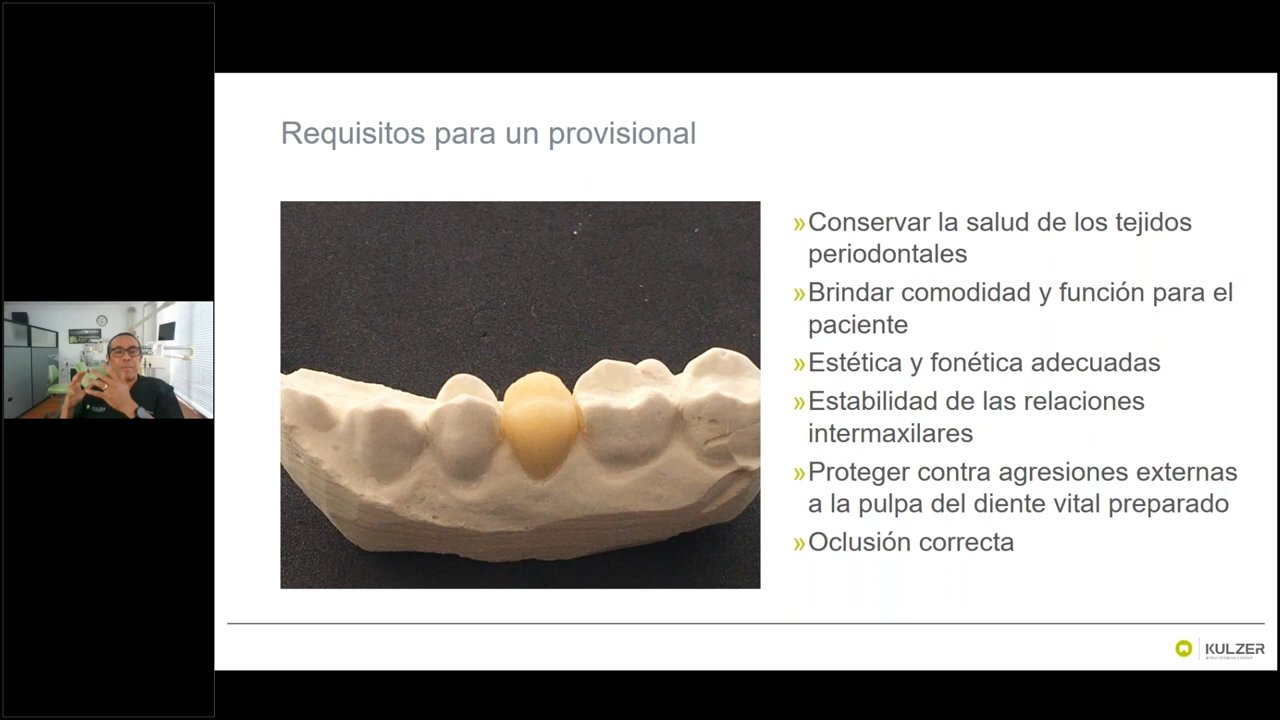 Requisitos para un provisional
»Conservar la salud de los tejidos
periodontales
»Brindar comodidad y función para el
paciente
»Estética y fonética adecuadas
»Estabilidad de las relaciones
intermaxilares
»Proteger contra agresiones externas
a la pulpa del diente vital preparado
»Oclusión correcta
KULZER